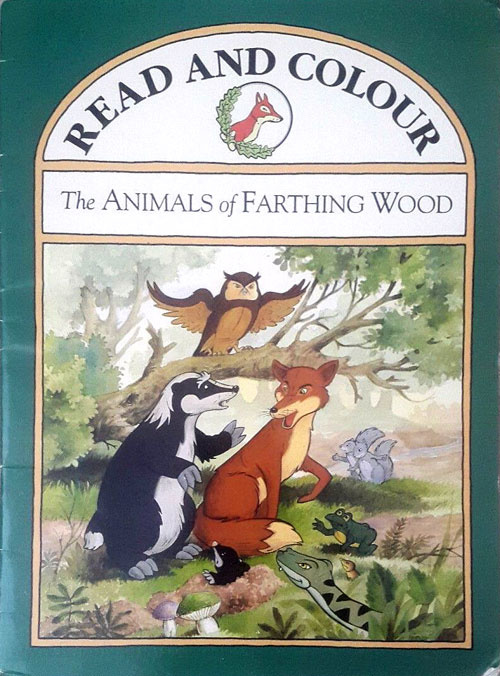 READ AND COLOUR
The ANIMALS of FARTHING WOOD